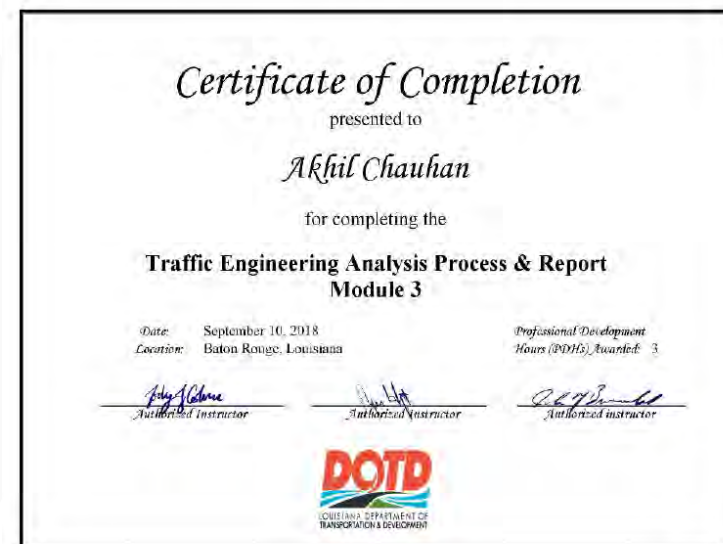 Certificate of Completion
presented to
Akhil Chauhan
for completing the
Traffic Engineering Analysis Process & Report
Module 3
Date: September 10, 2018
Location: Baton Rouge, Louisiana
Professional Development
Hours (PDHs) Awarded: 3
Authorized Instructor
Authorized Instructor
Authorized instructor
DOTD
LOUISIANA DEPARTMENT OF
TRANSPORTATION & DEVELOPMENT